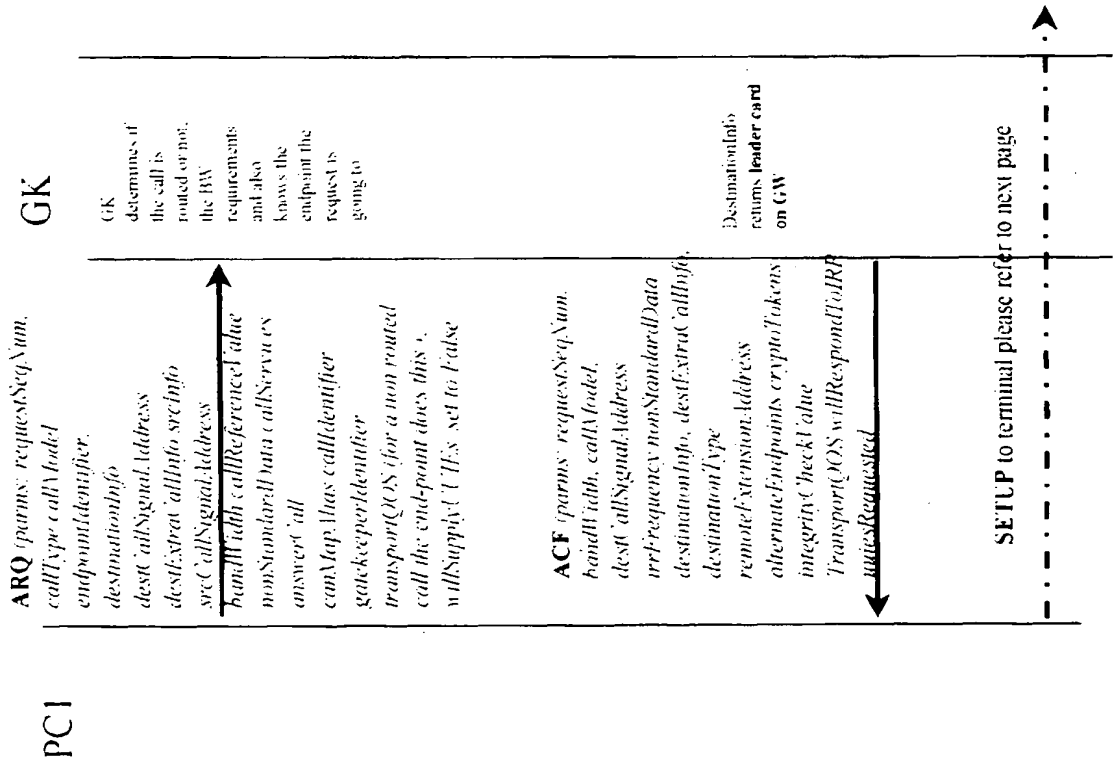 PC1
GK
ARQ (parms: requestSeqNum,
callType callModel
endpointIdentifier,
destinationInfo
destCallSignalAddress
destExtraCallInfo srcInfo
srcCallSignalAddress
bandWidth callReferenceValue
nonStandardData callServices
answerCall
canMapAlias callIdentifier
gatekeeperIdentifier
transportQOS (for a non routed
call the end-point does this),
willSupplyUUIEs set to False
GK
determines if
the call is
routed or not,
the BW
requirements
and also
knows the
endpoint the
request is
going to
ACF (parms: requestSeqNum,
bandWidth, callModel,
destCallSignalAddress
irrFrequency nonStandardData
destinationInfo, destExtraCallInfo,
destinationType
remoteExtensionAddress
alternateEndpoints cryptoTokens
integrityCheckValue
TransportQOS willRespondToIRR
uuiesRequested
DestinationInfo
returns leader card
on GW
SETUP to terminal please refer to next page